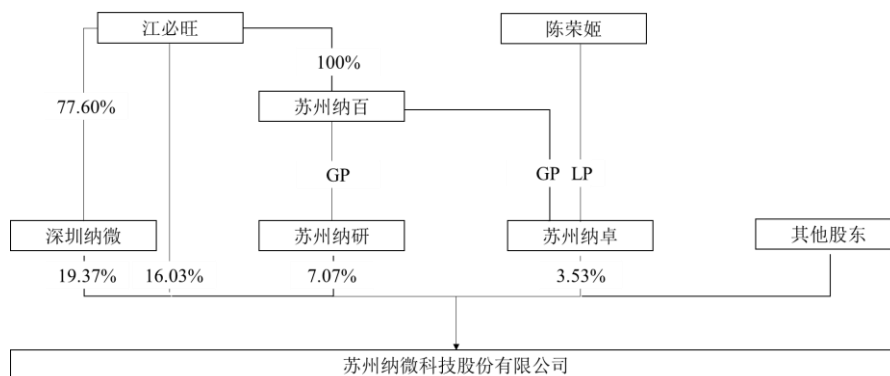 江必旺
陈荣姬
100%
苏州纳百
77.60%
GP
GP
LP
深圳纳微
苏州纳研
苏州纳卓
其他股东
19.37%
16.03%
7.07%
3.53%
苏州纳微科技股份有限公司